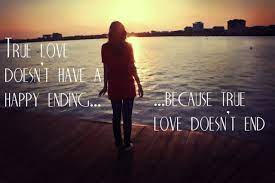 TRUE LOVE
DOESN'T HAVE A
HAPPY ENDING...
...BECAUSE TRUE
LOVE DOESN'T END